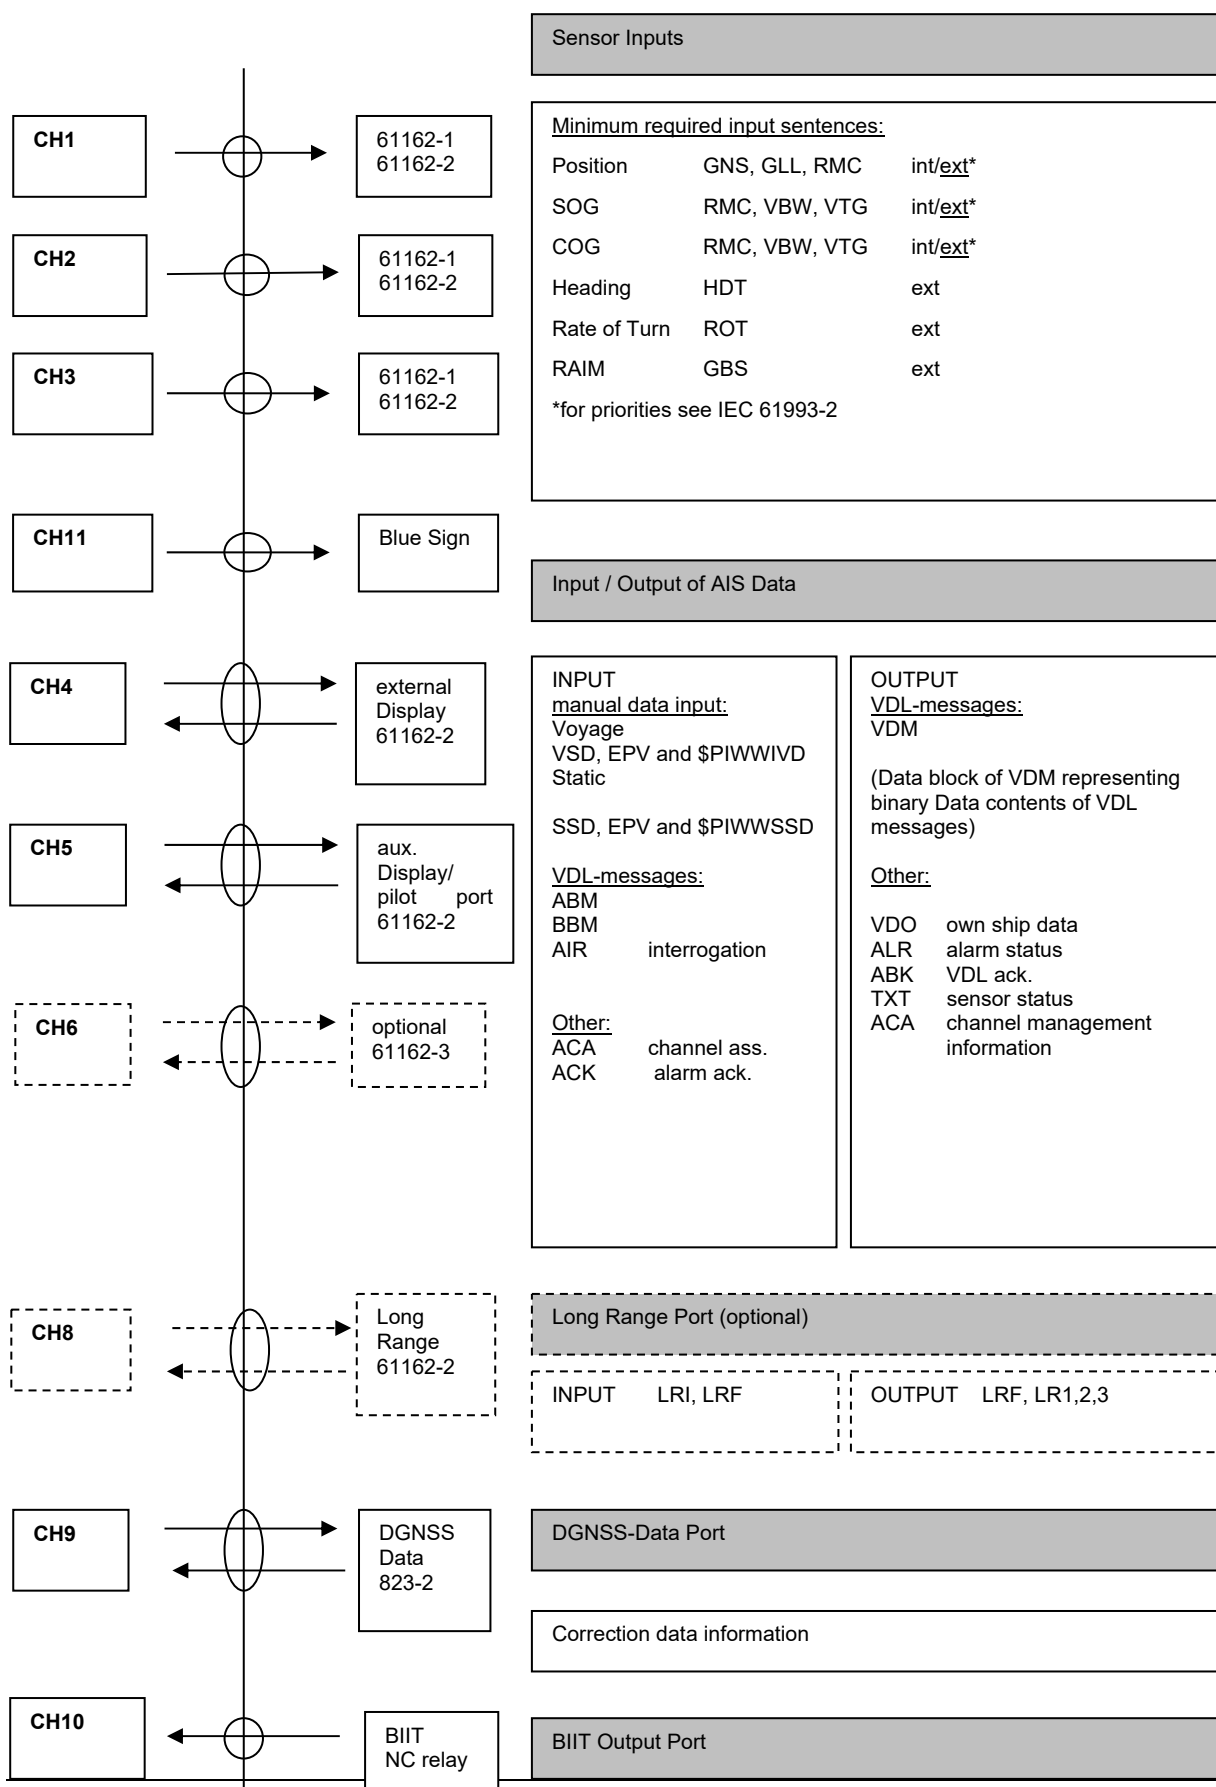 Sensor Inputs
CH1
61162-1
61162-2
Minimum required input sentences:
Position GNS, GLL, RMC int/ext*
SOG RMC, VBW, VTG int/ext*
COG RMC, VBW, VTG int/ext*
Heading HDT ext
Rate of Turn ROT ext
RAIM GBS ext
*for priorities see IEC 61993-2
CH2
61162-1
61162-2
CH3
61162-1
61162-2
CH11
Blue Sign
Input / Output of AIS Data
CH4
external
Display
61162-2
CH5
aux.
Display/
pilot port
61162-2
CH6
optional
61162-3
INPUT
manual data input:
Voyage
VSD, EPV and $PIWWIVD
Static
SSD, EPV and $PIWWSSD
VDL-messages:
ABM
BBM
AIR interrogation
Other:
ACA channel ass.
ACK alarm ack.
OUTPUT
VDL-messages:
VDM
(Data block of VDM representing
binary Data contents of VDL
messages)
Other:
VDO own ship data
ALR alarm status
ABK VDL ack.
TXT sensor status
ACA channel management
information
CH8
Long
Range
61162-2
Long Range Port (optional)
INPUT LRI, LRF
OUTPUT LRF, LR1,2,3
CH9
DGNSS
Data
823-2
DGNSS-Data Port
Correction data information
CH10
BIIT
NC relay
BIIT Output Port